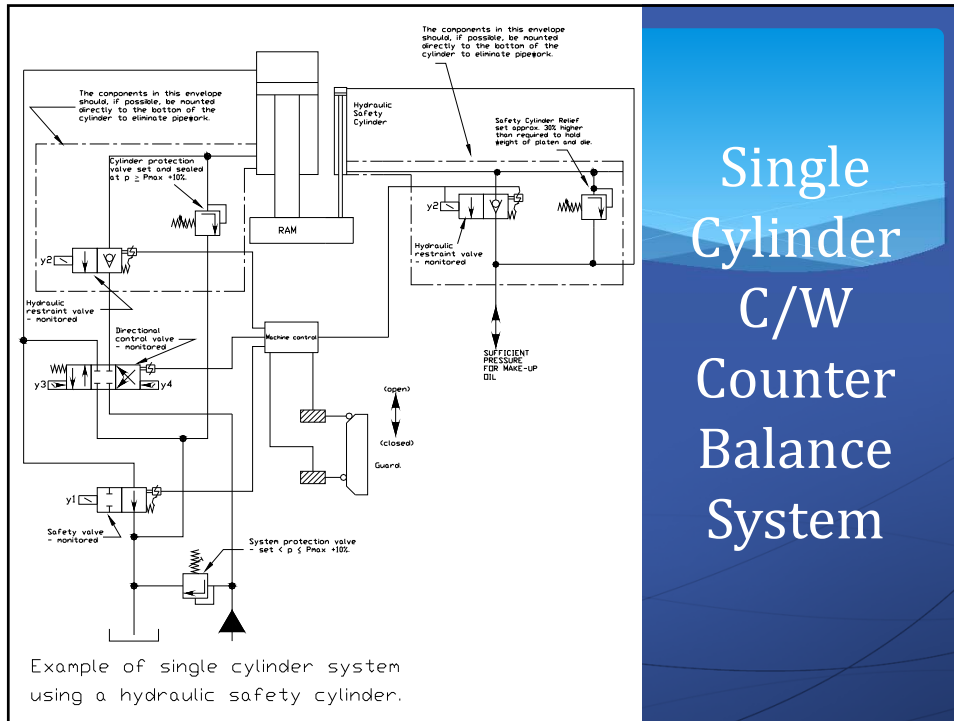 The components in this envelope
should, if possible, be mounted
directly to the bottom of the
cylinder to eliminate pipework.
The components in this envelope
should, if possible, be mounted
directly to the bottom of the
cylinder to eliminate pipework.
Hydraulic
Safety
Cylinder
Safety Cylinder Relief
set approx. 30% higher
than required to hold
weight of platen and die.
Cylinder protection
valve set and sealed
at p ≥ Pmax +10%.
y2
RAM
y2
Hydraulic
restraint valve
- monitored
Hydraulic
restraint valve
- monitored
Directional
control valve
- monitored
Machine control
y3
y4
SUFFICIENT
PRESSURE
FOR MAKE-UP
OIL
(open)
(closed)
Guard.
y1
Safety valve
- monitored
System protection valve
- set < p ≤ Pmax +10%.
Example of single cylinder system
using a hydraulic safety cylinder.
Single
Cylinder
C/W
Counter
Balance
System